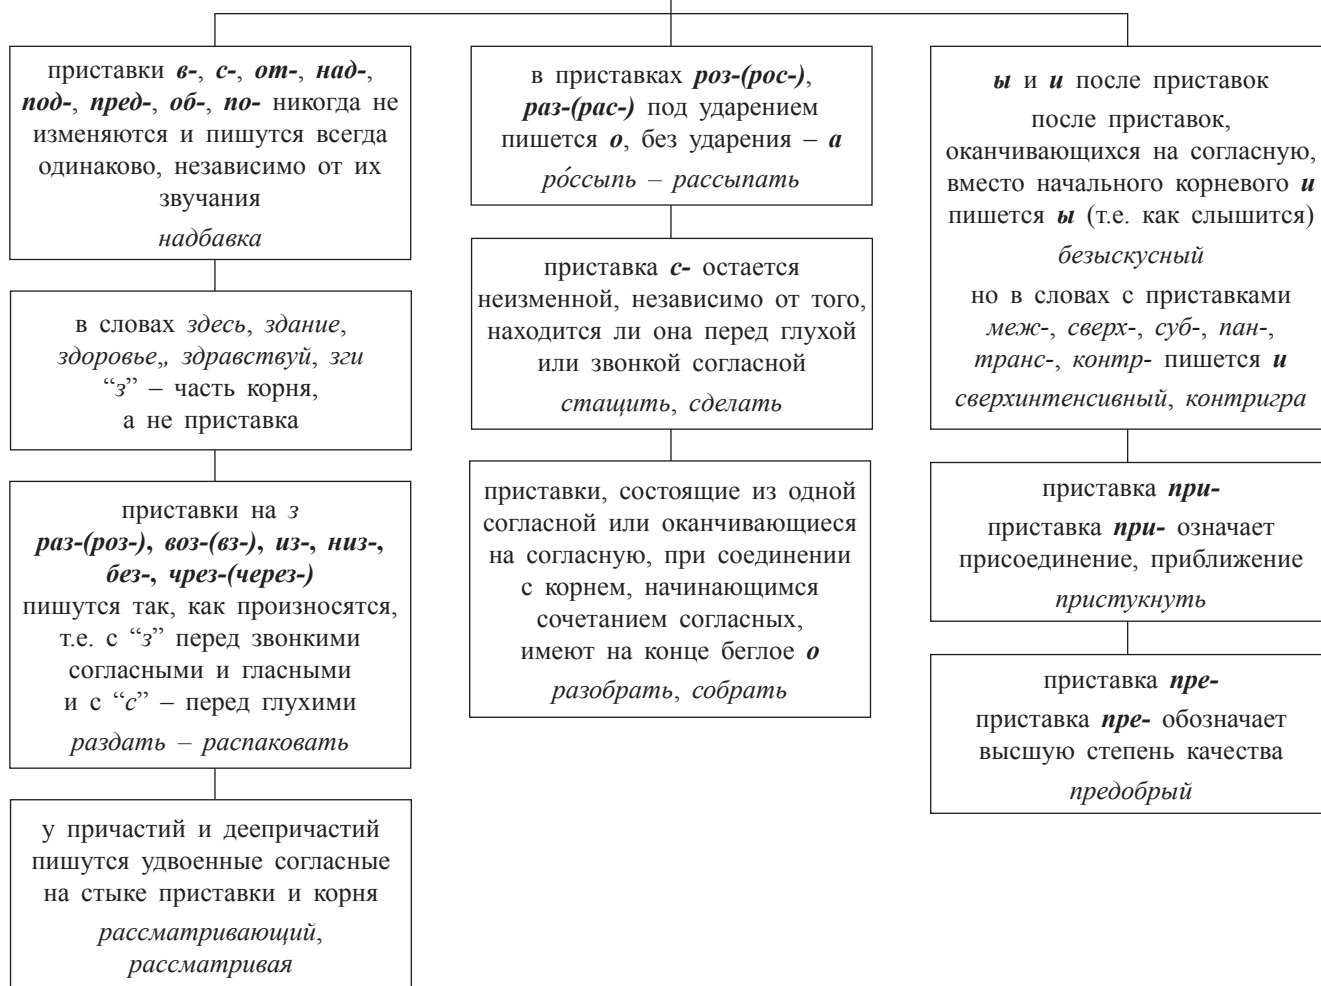 приставки в-, с-, от-, над-,
под-, пред-, об-, по- никогда не
изменяются и пишутся всегда
одинаково, независимо от их
звучания
надбавка
в словах здесь, здание,
здоровье,, здравствуй, зги
“з” – часть корня,
а не приставка
приставки на з
раз-(роз-), воз-(вз-), из-, низ-,
без-, чрез-(через-)
пишутся так, как произносятся,
т.е. с “з” перед звонкими
согласными и гласными
и с “с” – перед глухими
раздать – распаковать
у причастий и деепричастий
пишутся удвоенные согласные
на стыке приставки и корня
рассматривающий,
рассматривая
в приставках роз-(рос-),
раз-(рас-) под ударением
пишется о, без ударения – а
ро́ссыпь – рассыпать
приставка с- остается
неизменной, независимо от того,
находится ли она перед глухой
или звонкой согласной
стащить, сделать
приставки, состоящие из одной
согласной или оканчивающиеся
на согласную, при соединении
с корнем, начинающимся
сочетанием согласных,
имеют на конце беглое о
разобрать, собрать
ы и и после приставок
после приставок,
оканчивающихся на согласную,
вместо начального корневого и
пишется ы (т.е. как слышится)
безыскусный
но в словах с приставками
меж-, сверх-, суб-, пан-,
транс-, контр- пишется и
сверхинтенсивный, контригра
приставка при-
приставка при- означает
присоединение, приближение
пристукнуть
приставка пре-
приставка пре- обозначает
высшую степень качества
предобрый